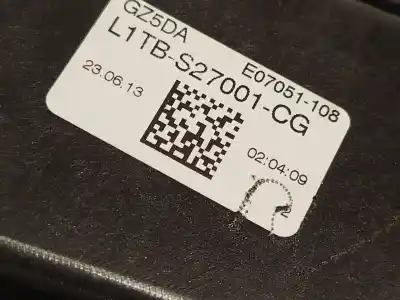 GZ5DA
E07051-108
L1TB-S27001-CG
23.06.13
02:04:09